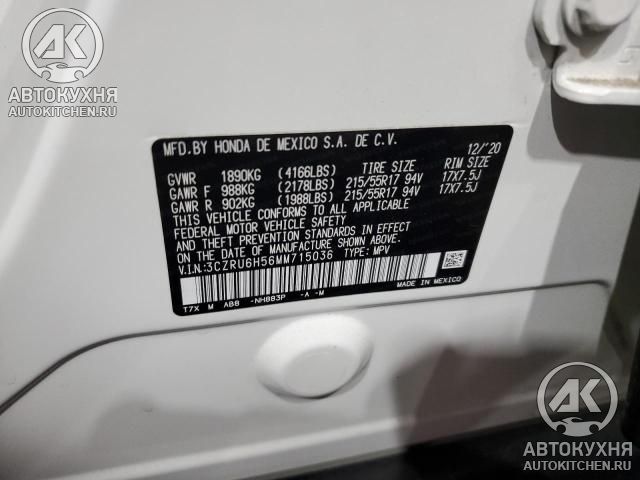 АК
АВТОКУХНЯ
AUTOKITCHEN.RU
MFD.BY HONDA DE MEXICO S.A. DE C.V. 12/'20
GVWR 1890KG (4166LBS) TIRE SIZE RIM SIZE
GAWR F 988KG (2178LBS) 215/55R17 94V 17X7.5J
GAWR R 902KG (1988LBS) 215/55R17 94V 17X7.5J
THIS VEHICLE CONFORMS TO ALL APPLICABLE
FEDERAL MOTOR VEHICLE SAFETY
STANDARDS IN EFFECT
ON THE DATE OF MANUFACTURE SHOWN ABOVE.
V.I.N.:3CZRU6H56MM715036 TYPE: MPV
T7X M AB8 -NH883P -A -M
MADE IN MEXICO
АК
АВТОКУХНЯ
AUTOKITCHEN.RU